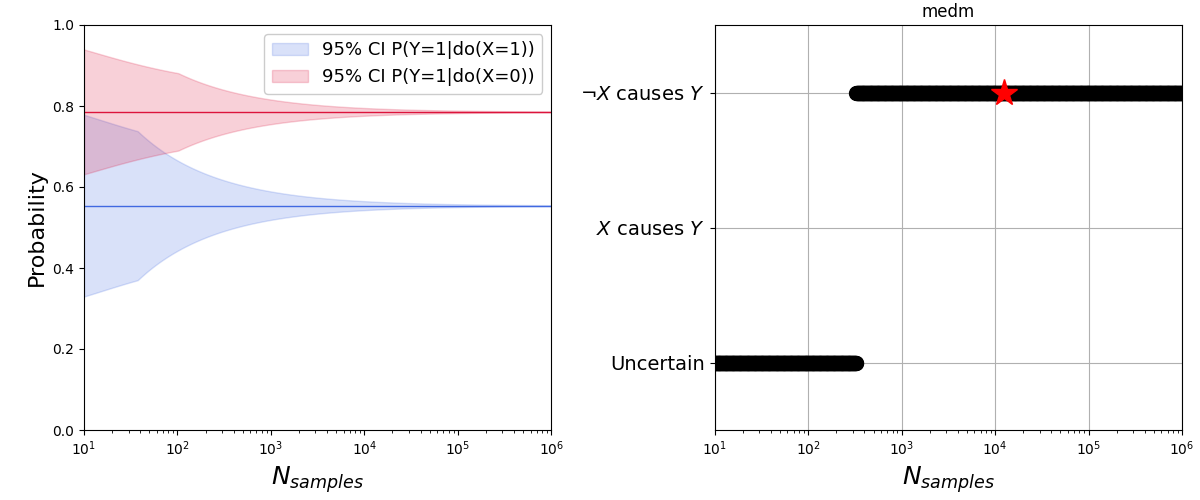 1.0
0.8
0.6
0.4
0.2
0.0
Probability
95% CI P(Y=1|do(X=1))
95% CI P(Y=1|do(X=0))
10¹ 10² 10³ 10⁴ 10⁵ 10⁶
N_samples
medm
¬X causes Y
X causes Y
Uncertain
10¹ 10² 10³ 10⁴ 10⁵ 10⁶
N_samples